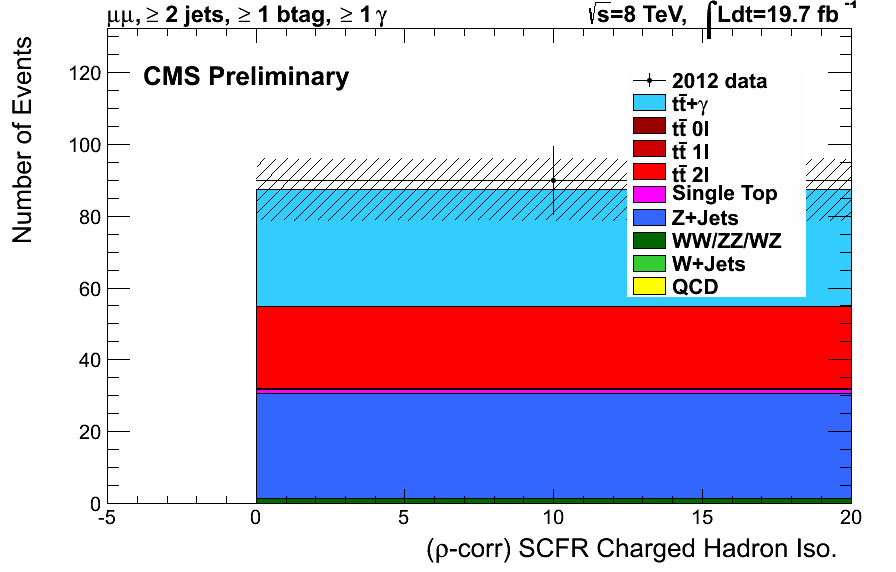 μμ, ≥ 2 jets, ≥ 1 btag, ≥ 1 γ
√s=8 TeV, ∫Ldt=19.7 fb⁻¹
CMS Preliminary
2012 data
tt̄+γ
tt̄ 0l
tt̄ 1l
tt̄ 2l
Single Top
Z+Jets
WW/ZZ/WZ
W+Jets
QCD
Number of Events
120
100
80
60
40
20
0
-5 0 5 10 15 20
(ρ-corr) SCFR Charged Hadron Iso.